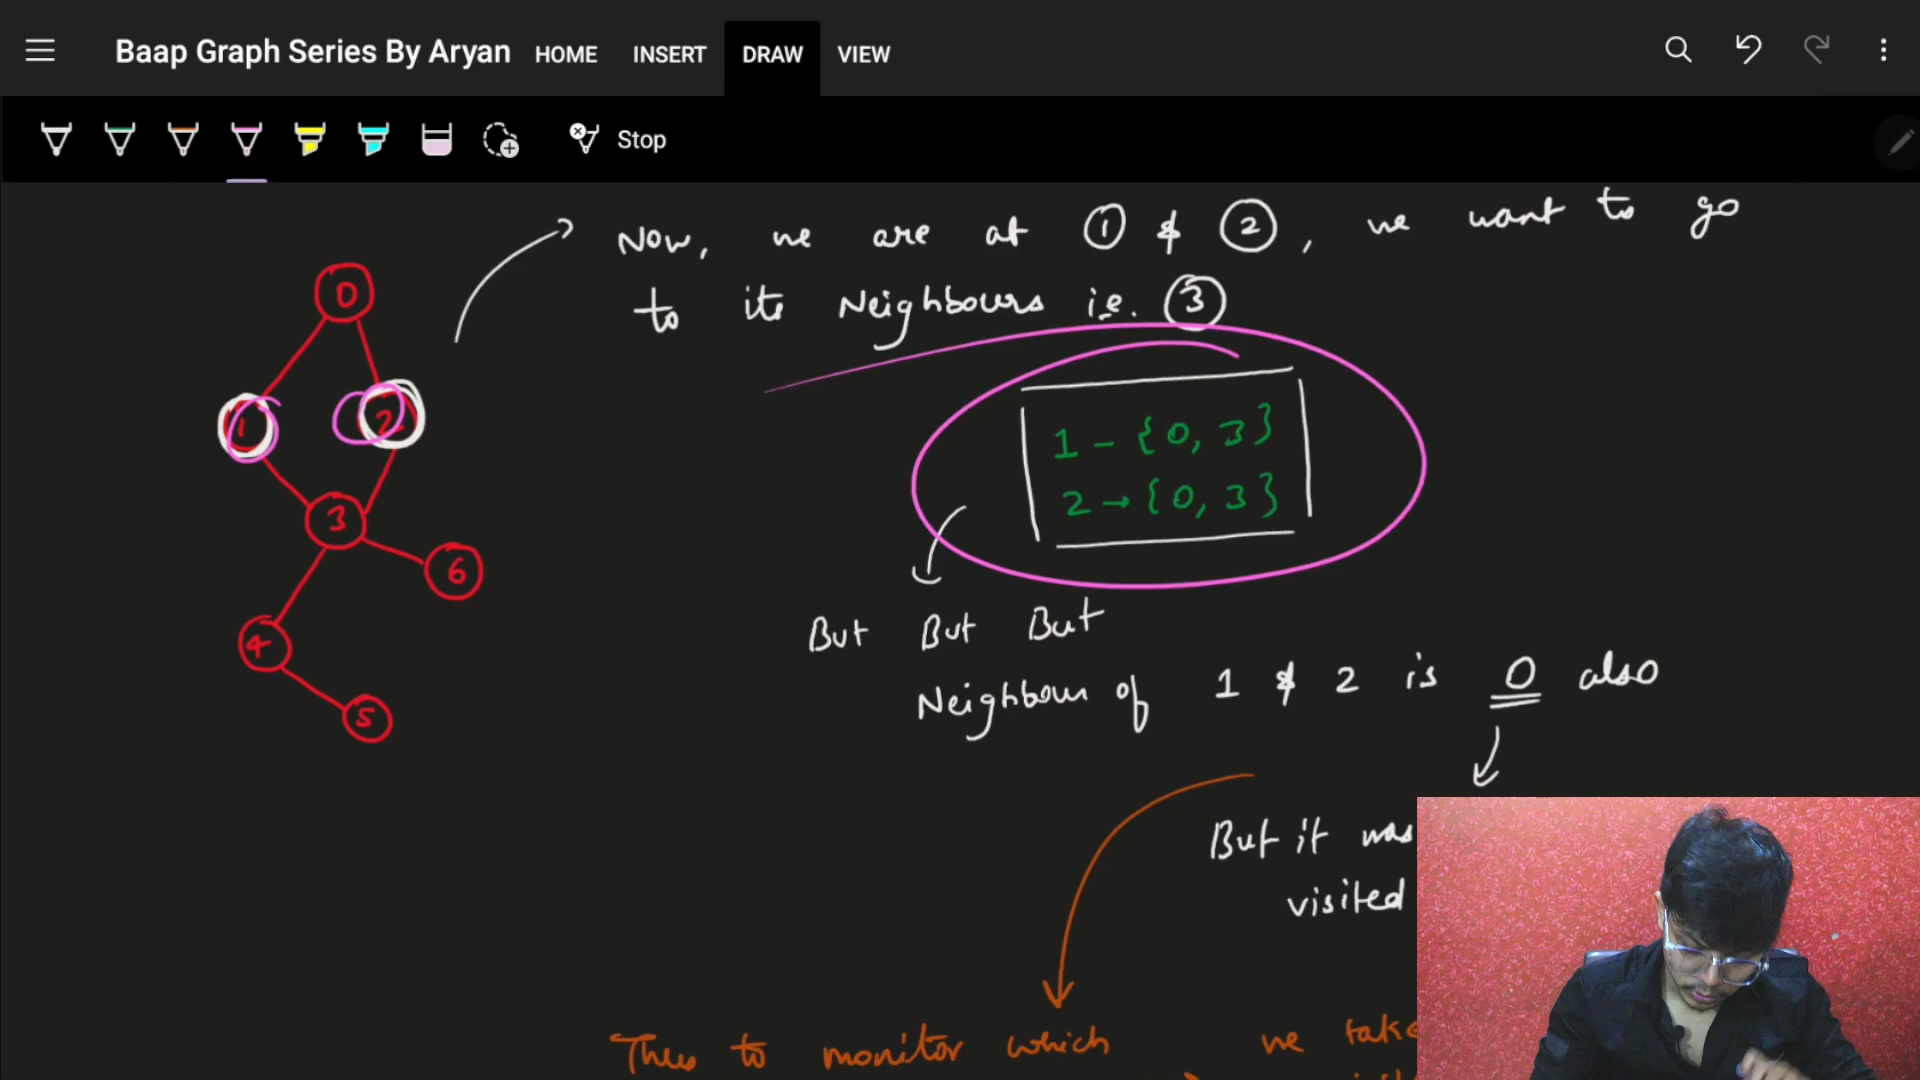 Baap Graph Series By Aryan HOME INSERT DRAW VIEW
Stop
Now, we are at 1 & 2, we want to go
to its Neighbours i.e. 3
0
1 2
3
6
4
5
1 - {0, 3}
2 → {0, 3}
But But But
Neighbour of 1 & 2 is 0 also
But it was
visited
Thus to monitor which we take